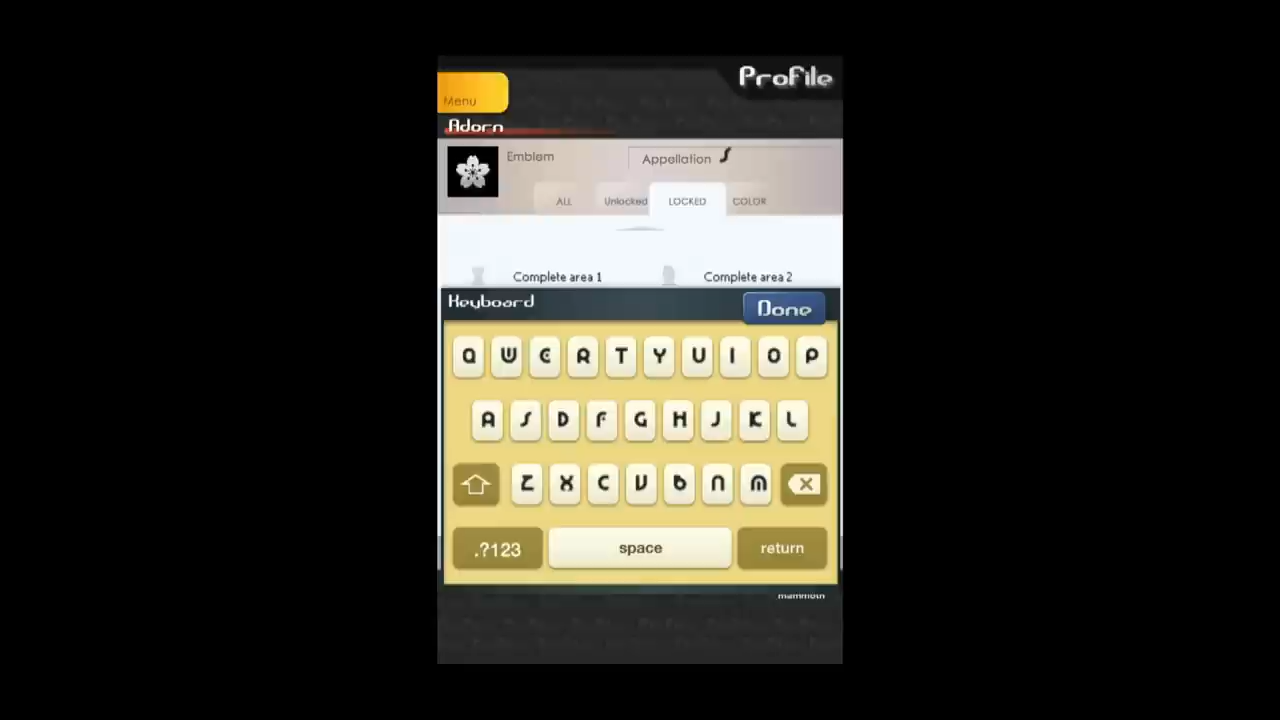 Profile
Menu
Adorn
Emblem
Appellation S
ALL Unlocked LOCKED COLOR
Complete area 1 Complete area 2
Keyboard Done
Q W E R T Y U I O P
A S D F G H J K L
Z X C V b n m
.?123 space return
mammoth